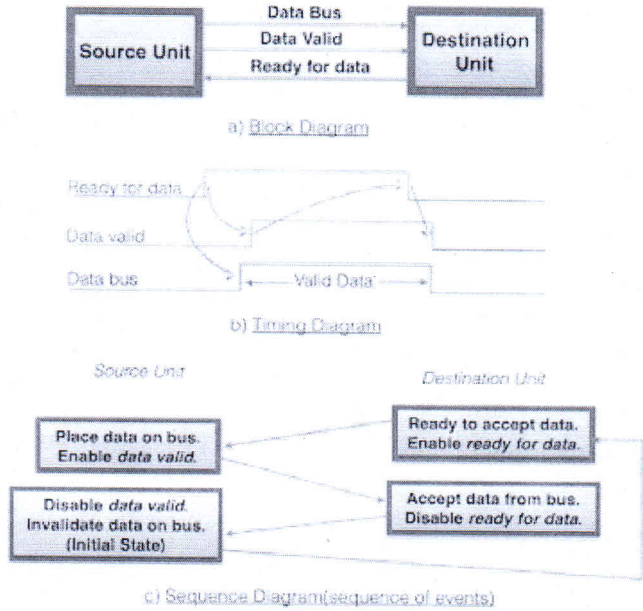 Data Bus
Source Unit
Data Valid
Destination Unit
Ready for data
a) Block Diagram
Ready for data
Data valid
Data bus
Valid Data
b) Timing Diagram
Source Unit
Destination Unit
Place data on bus.
Enable data valid.
Ready to accept data.
Enable ready for data.
Disable data valid.
Invalidate data on bus.
(Initial State)
Accept data from bus.
Disable ready for data.
c) Sequence Diagram(sequence of events)